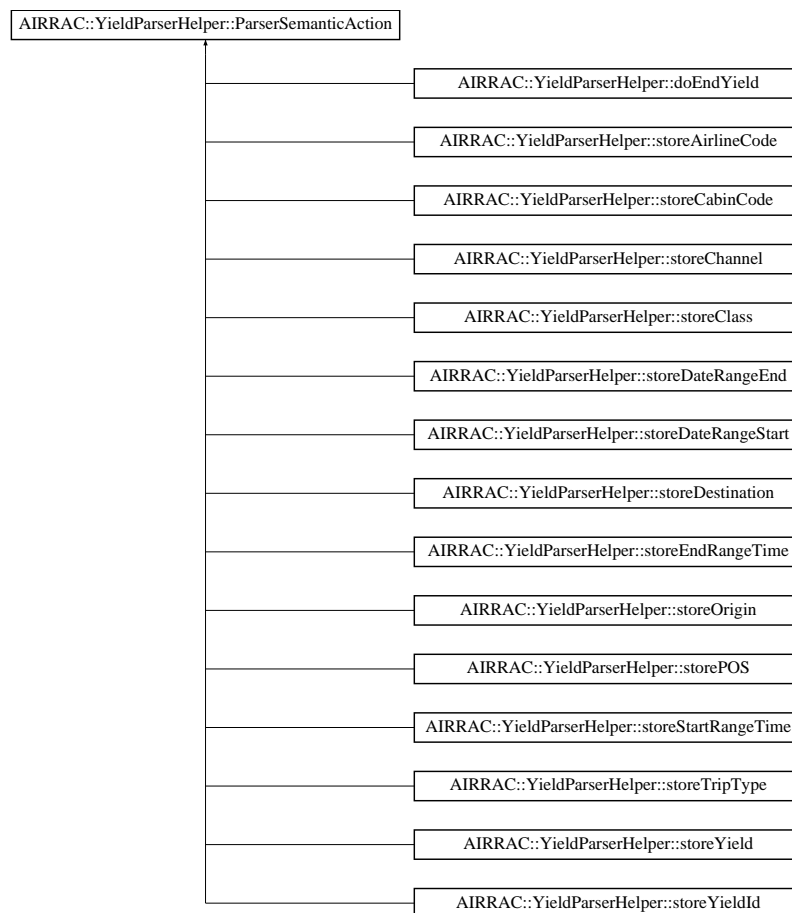 AIRRAC::YieldParserHelper::ParserSemanticAction
AIRRAC::YieldParserHelper::doEndYield
AIRRAC::YieldParserHelper::storeAirlineCode
AIRRAC::YieldParserHelper::storeCabinCode
AIRRAC::YieldParserHelper::storeChannel
AIRRAC::YieldParserHelper::storeClass
AIRRAC::YieldParserHelper::storeDateRangeEnd
AIRRAC::YieldParserHelper::storeDateRangeStart
AIRRAC::YieldParserHelper::storeDestination
AIRRAC::YieldParserHelper::storeEndRangeTime
AIRRAC::YieldParserHelper::storeOrigin
AIRRAC::YieldParserHelper::storePOS
AIRRAC::YieldParserHelper::storeStartRangeTime
AIRRAC::YieldParserHelper::storeTripType
AIRRAC::YieldParserHelper::storeYield
AIRRAC::YieldParserHelper::storeYieldId